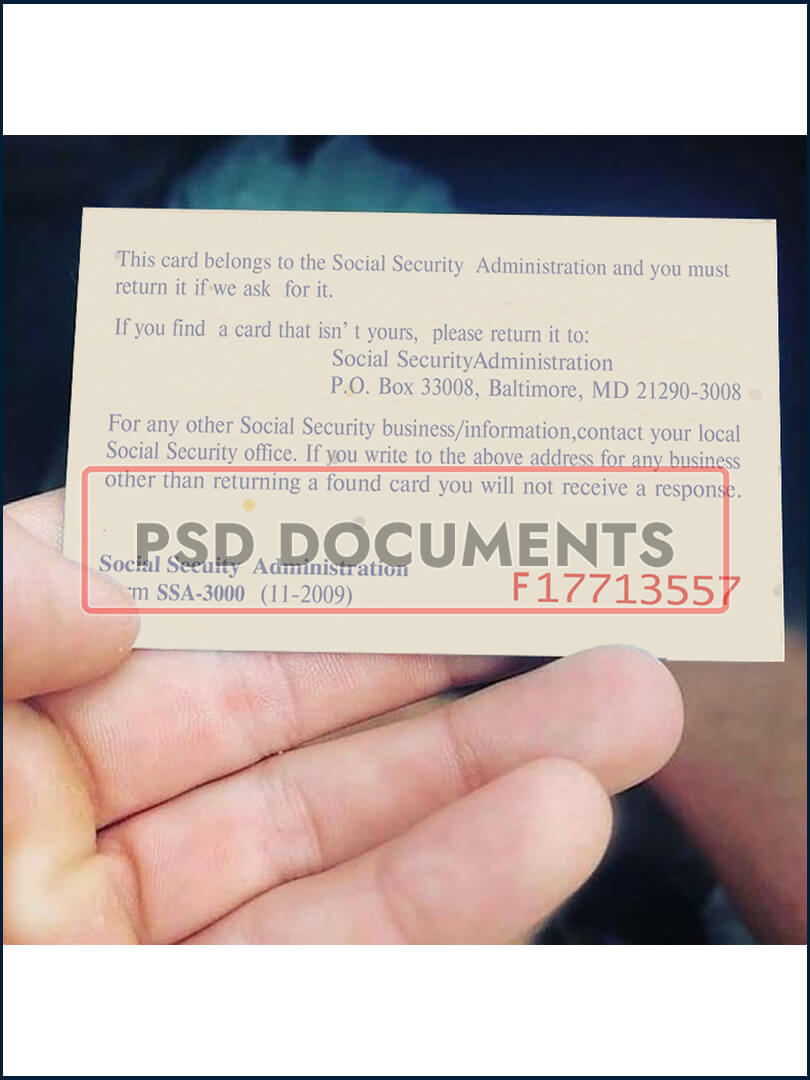 This card belongs to the Social Security Administration and you must
return it if we ask for it.
If you find a card that isn' t yours, please return it to:
Social SecurityAdministration
P.O. Box 33008, Baltimore, MD 21290-3008
For any other Social Security business/information,contact your local
Social Security office. If you write to the above address for any business
other than returning a found card you will not receive a response.
PSD DOCUMENTS
Social Secuity Administration
rm SSA-3000 (11-2009)
F17713557